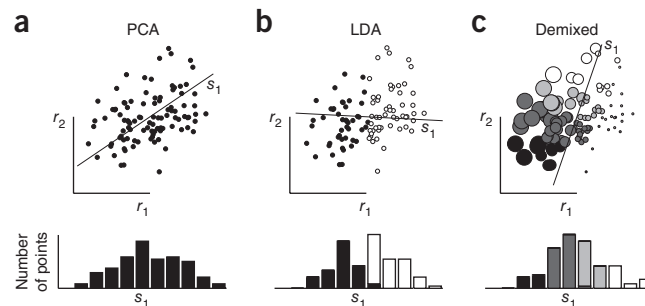 a
PCA
s1
r2
r1
Number
of points
s1
b
LDA
s1
r2
r1
s1
c
Demixed
s1
r2
r1
s1